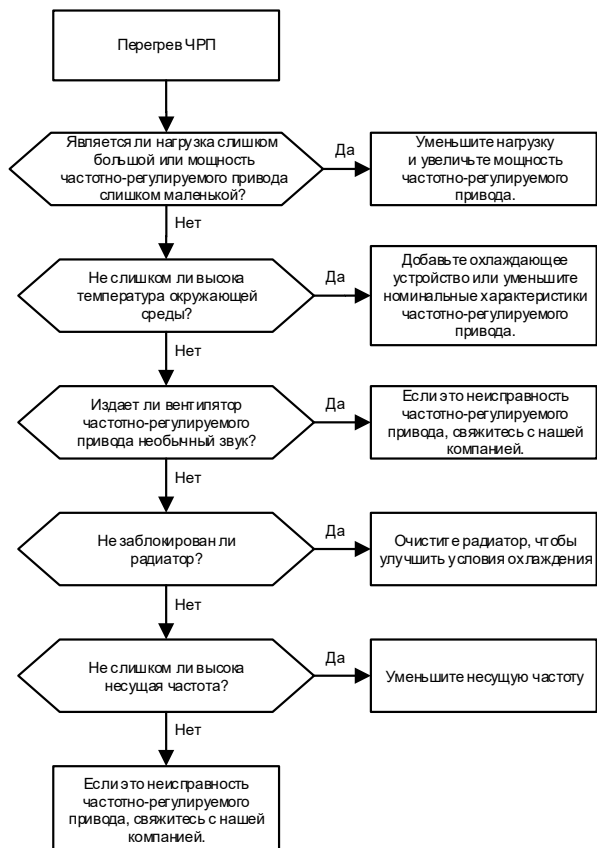 Перегрев ЧРП
Является ли нагрузка слишком
большой или мощность
частотно-регулируемого привода
слишком маленькой?
Да
Уменьшите нагрузку
и увеличьте мощность
частотно-регулируемого
привода.
Нет
Не слишком ли высока
температура окружающей
среды?
Да
Добавьте охлаждающее
устройство или уменьшите
номинальные характеристики
частотно-регулируемого
привода.
Нет
Издает ли вентилятор
частотно-регулируемого
привода необычный звук?
Да
Если это неисправность
частотно-регулируемого
привода, свяжитесь с нашей
компанией.
Нет
Не заблокирован ли
радиатор?
Да
Очистите радиатор, чтобы
улучшить условия охлаждения
Нет
Не слишком ли высока
несущая частота?
Да
Уменьшите несущую частоту
Нет
Если это неисправность
частотно-регулируемого
привода, свяжитесь с нашей
компанией.